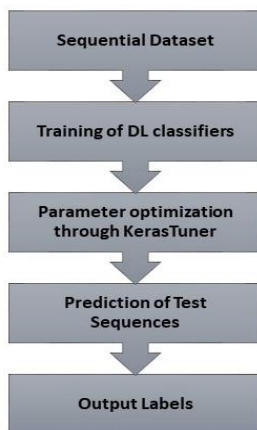 Sequential Dataset
Training of DL classifiers
Parameter optimization
through KerasTuner
Prediction of Test
Sequences
Output Labels